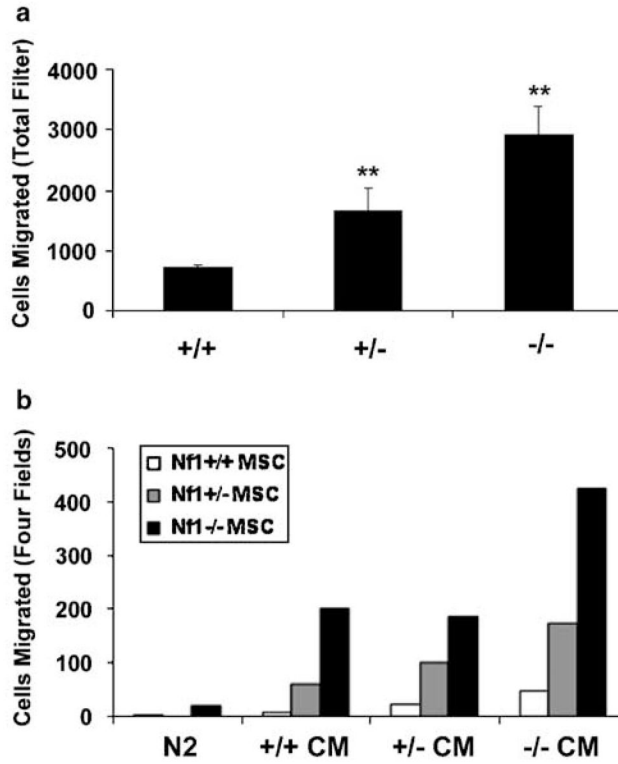 a
Cells Migrated (Total Filter)
4000
3000
2000
1000
0
**
**
+/+
+/-
-/-
b
Cells Migrated (Four Fields)
500
400
300
200
100
0
Nf1+/+ MSC
Nf1+/- MSC
Nf1-/- MSC
N2
+/+ CM
+/- CM
-/- CM